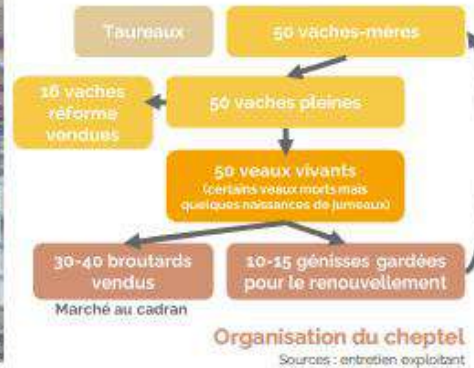 Taureaux
50 vaches-mères
16 vaches
réforme
vendues
50 vaches pleines
50 veaux vivants
(certains veaux morts mais
quelques naissances de jumeaux)
30-40 broutards
vendus
10-15 génisses gardées
pour le renouvellement
Marché au cadran
Organisation du cheptel
Sources : entretien exploitant